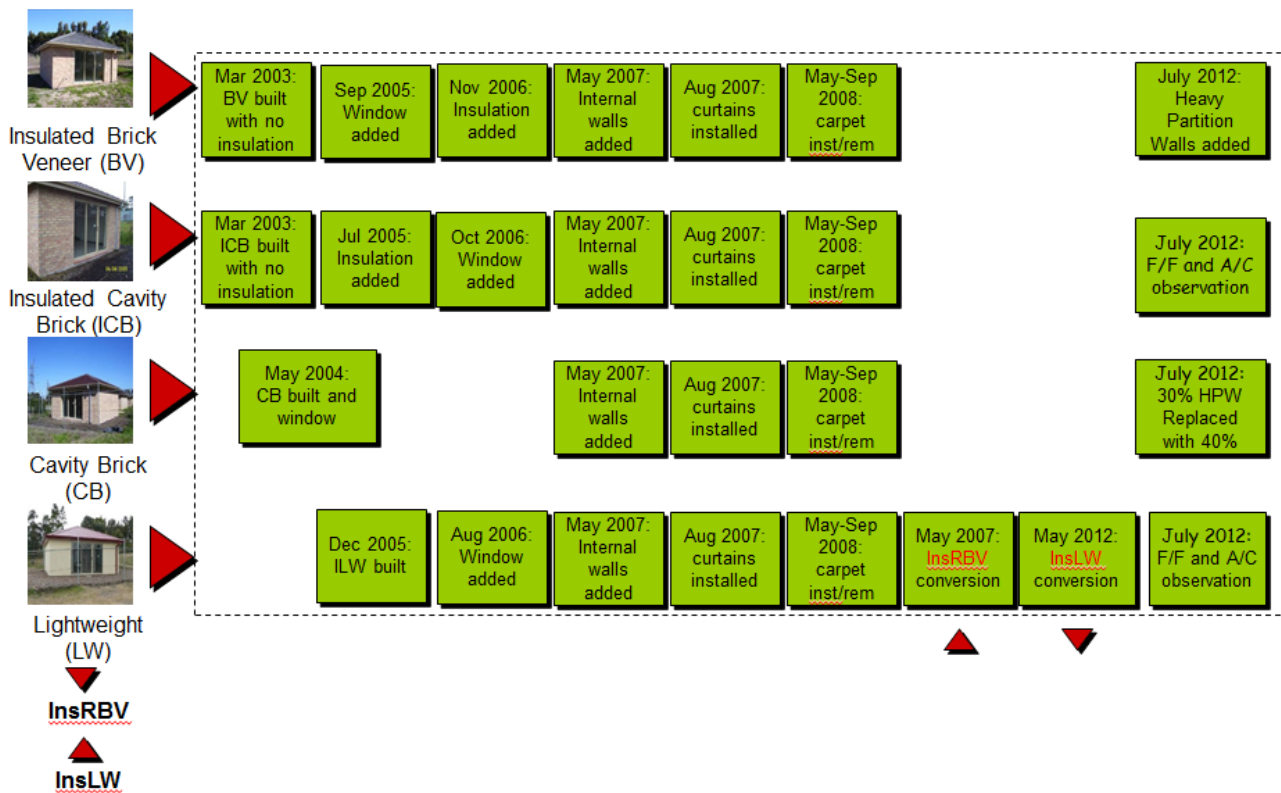 Insulated Brick
Veneer (BV)
Mar 2003:
BV built
with no
insulation
Sep 2005:
Window
added
Nov 2006:
Insulation
added
May 2007:
Internal
walls
added
Aug 2007:
curtains
installed
May-Sep
2008:
carpet
inst/rem
July 2012:
Heavy
Partition
Walls added
Insulated Cavity
Brick (ICB)
Mar 2003:
ICB built
with no
insulation
Jul 2005:
Insulation
added
Oct 2006:
Window
added
May 2007:
Internal
walls
added
Aug 2007:
curtains
installed
May-Sep
2008:
carpet
inst/rem
July 2012:
F/F and A/C
observation
Cavity Brick
(CB)
May 2004:
CB built and
window
May 2007:
Internal
walls
added
Aug 2007:
curtains
installed
May-Sep
2008:
carpet
inst/rem
July 2012:
30% HPW
Replaced
with 40%
Lightweight
(LW)
Dec 2005:
ILW built
Aug 2006:
Window
added
May 2007:
Internal
walls
added
Aug 2007:
curtains
installed
May-Sep
2008:
carpet
inst/rem
May 2007:
InsRBV
conversion
May 2012:
InsLW
conversion
July 2012:
F/F and A/C
observation
InsRBV
InsLW